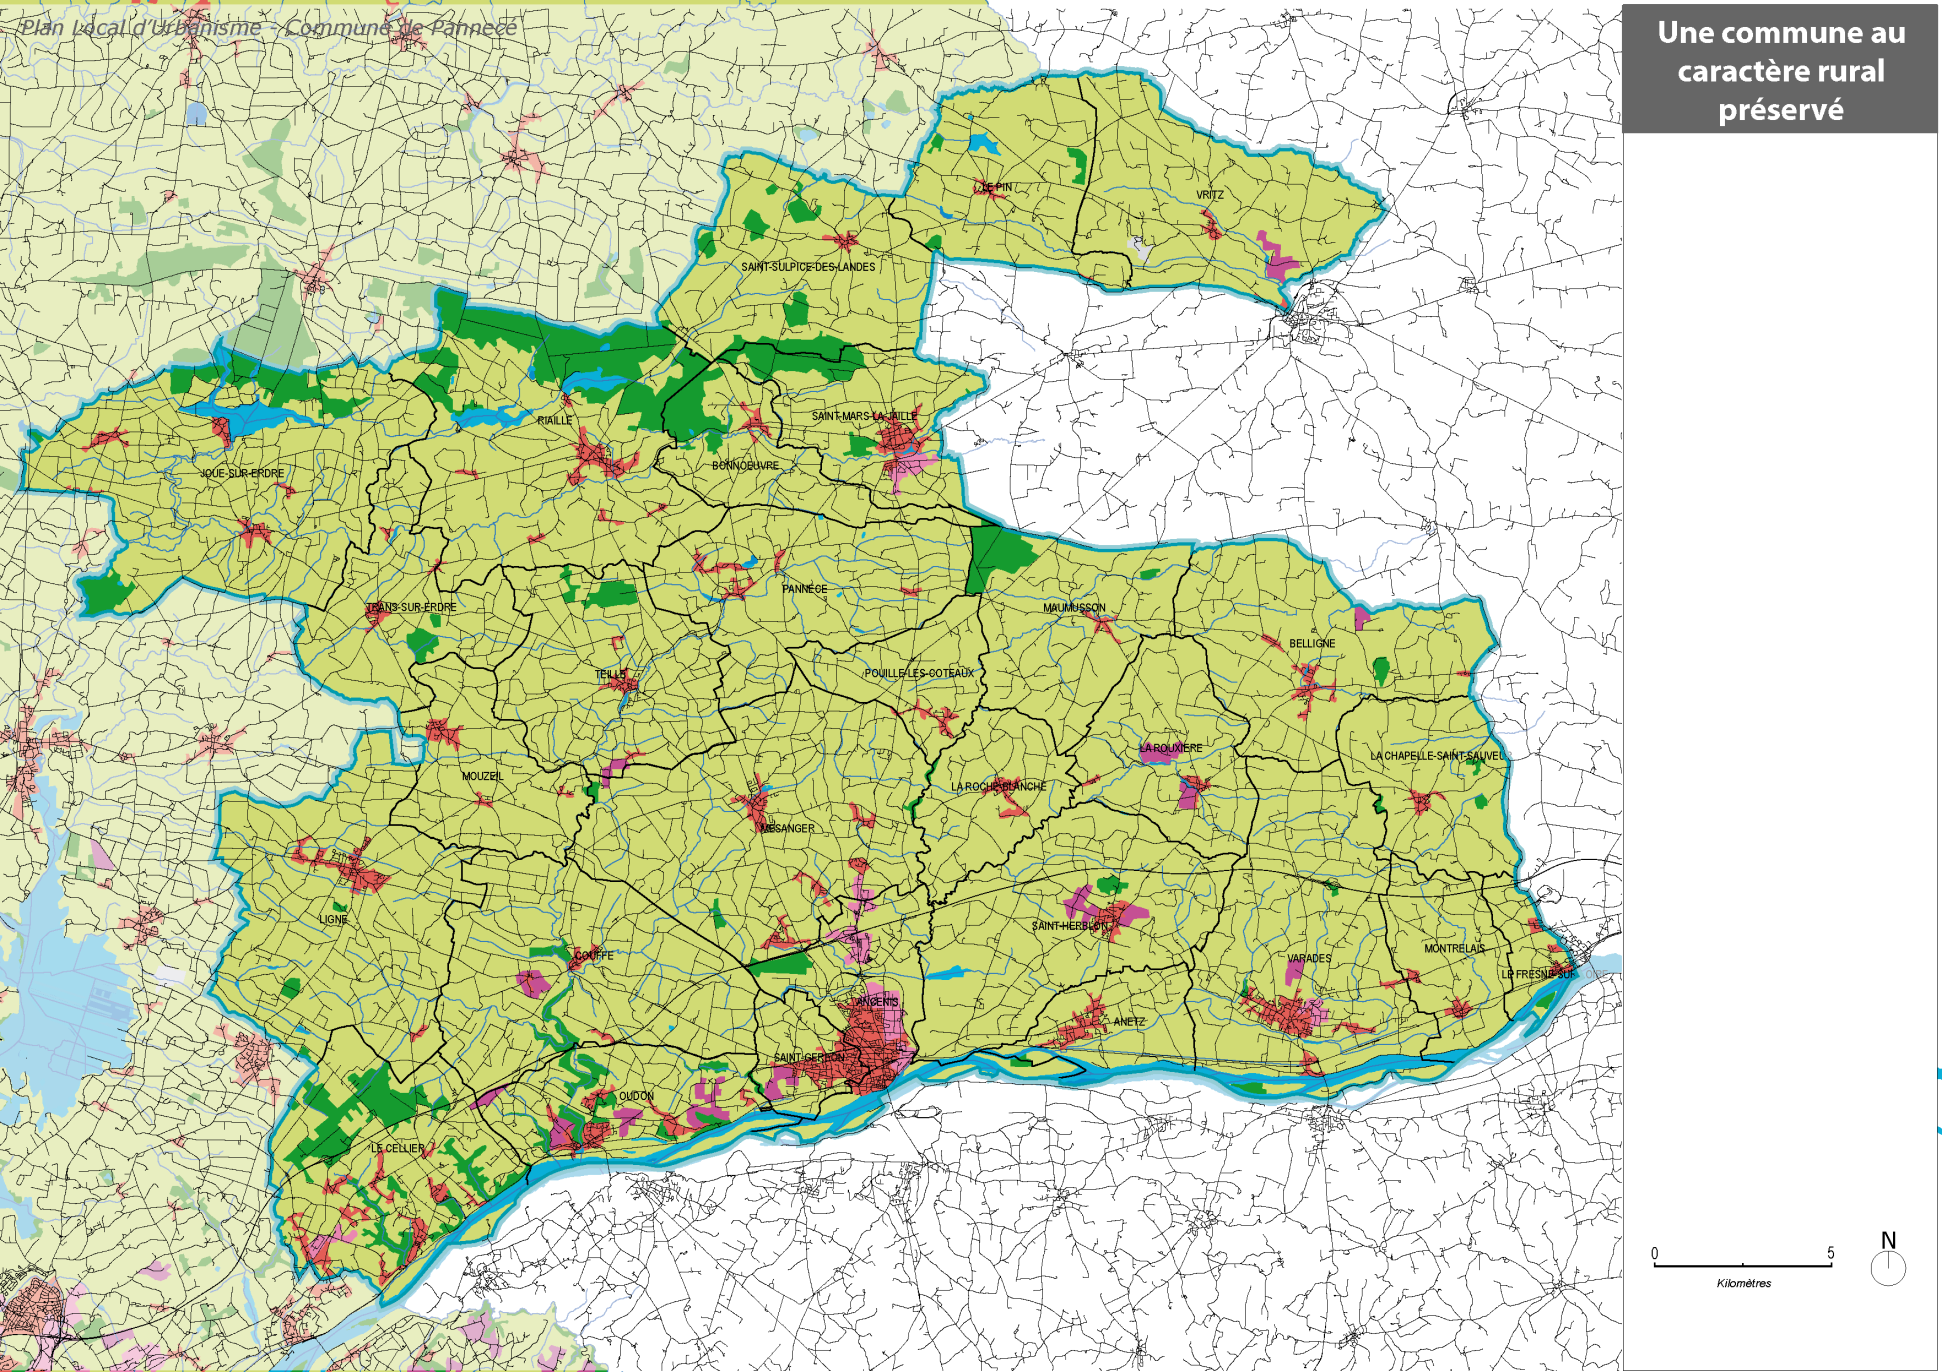 Plan Local d'Urbanisme - Commune de Pannecé
Une commune au
caractère rural
préservé
LE PIN
VRITZ
SAINT-SULPICE-DES-LANDES
RIAILLE
SAINT-MARS-LA-JAILLE
JOUE-SUR-ERDRE
BONNOEUVRE
PANNECE
TRANS-SUR-ERDRE
MAUMUSSON
BELLIGNE
TEILLE
POUILLE-LES-COTEAUX
LA ROUXIERE
LA CHAPELLE-SAINT-SAUVEU
MOUZEIL
LA ROCHE-BLANCHE
MESANGER
LIGNE
SAINT-HERBLON
COUFFE
VARADES
MONTRELAIS
LE FRESNE-SUR-LOIRE
ANCENIS
ANETZ
SAINT-GEREON
OUDON
LE CELLIER
N
0 5
Kilomètres